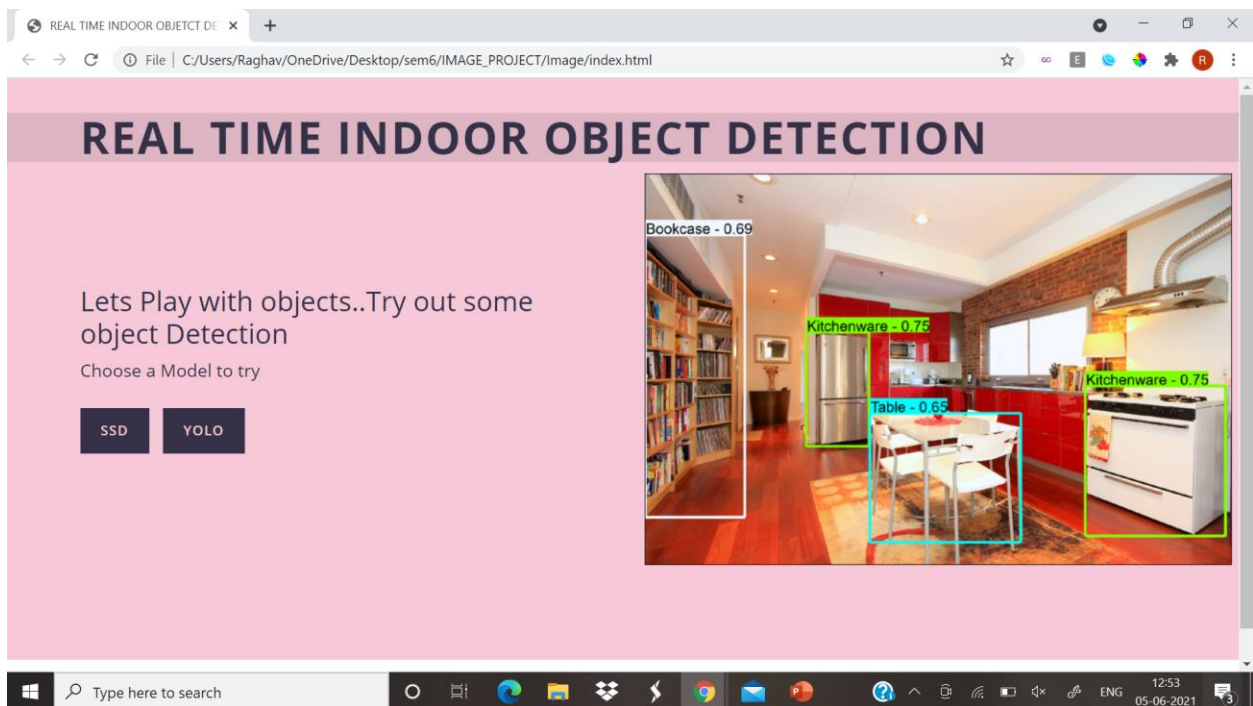 REAL TIME INDOOR OBJETCT DE
File | C:/Users/Raghav/OneDrive/Desktop/sem6/IMAGE_PROJECT/Image/index.html
E
R
REAL TIME INDOOR OBJECT DETECTION
Bookcase - 0.69
Kitchenware - 0.75
Kitchenware - 0.75
Table - 0.65
Lets Play with objects..Try out some
object Detection
Choose a Model to try
SSD YOLO
Type here to search
ENG
12:53
05-06-2021
3